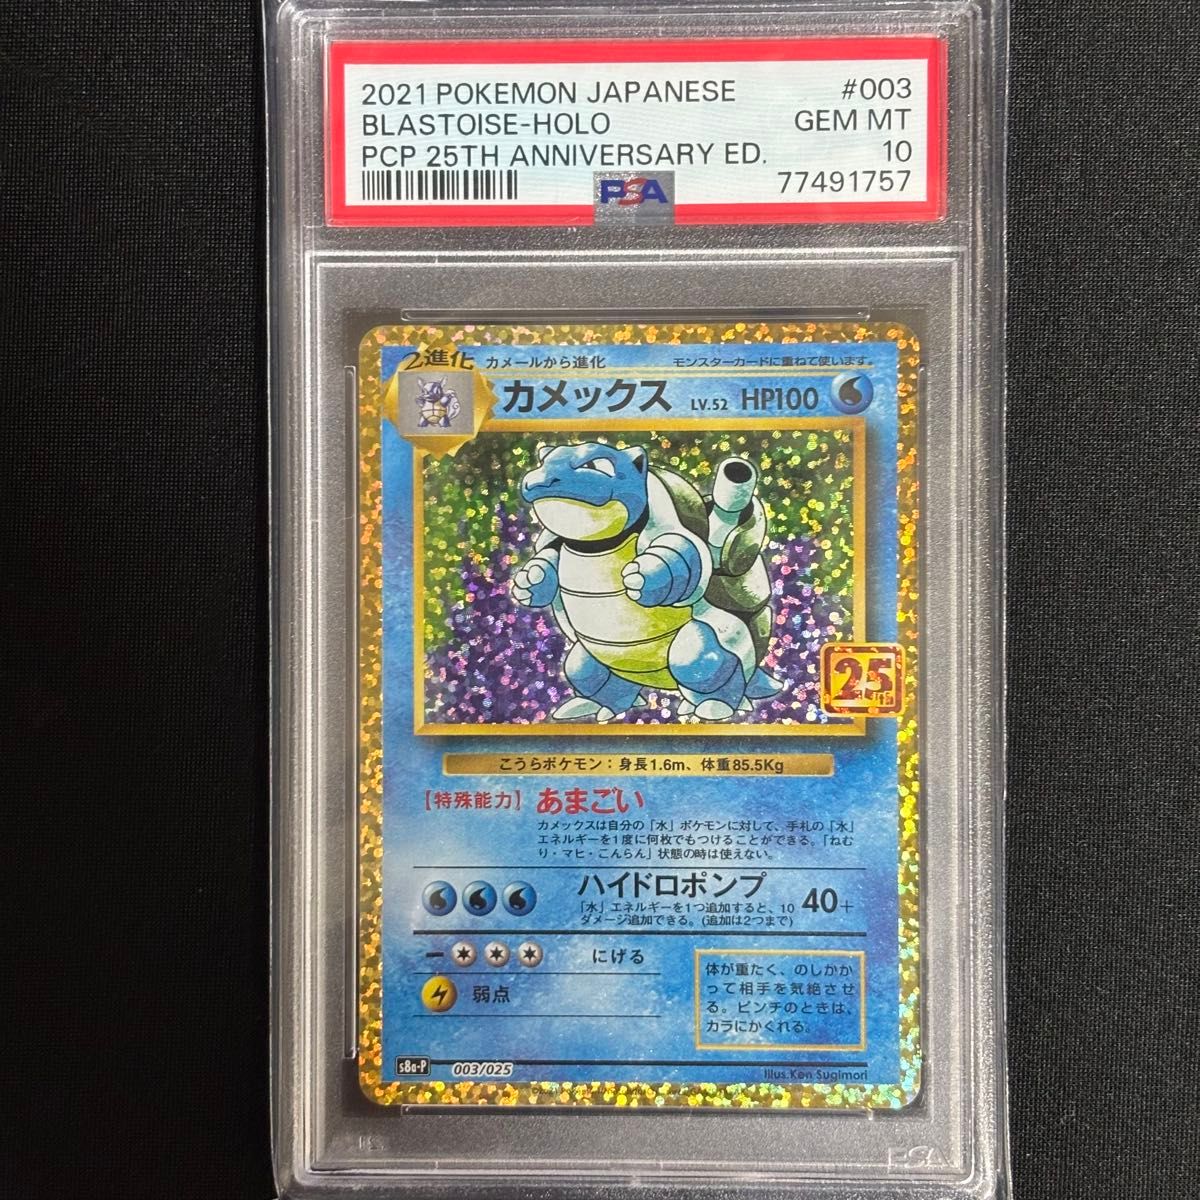 2021 POKEMON JAPANESE #003
BLASTOISE-HOLO GEM MT
PCP 25TH ANNIVERSARY ED. 10
PSA 77491757
2進化 カメールから進化 モンスターカードに重ねて使います。
カメックス LV.52 HP100
25
こうらポケモン：身長1.6m、体重85.5Kg
【特殊能力】あまごい
カメックスは自分の「水」ポケモンに対して、手札の「水」
エネルギーを1度に何枚でもつけることができる。「ねむ
り・マヒ・こんらん」状態の時は使えない。
ハイドロポンプ 40+
「水」エネルギーを1つ追加すると、10
ダメージ追加できる。(追加は2つまで)
にげる
弱点
体が重たく、のしかか
って相手を気絶させ
る。ピンチのときは、
カラにかくれる。
s8a-P 003/025 Illus.Ken Sugimori
PSA